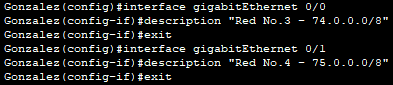 Gonzalez(config)#interface gigabitEthernet 0/0
Gonzalez(config-if)#description "Red No.3 - 74.0.0.0/8"
Gonzalez(config-if)#exit
Gonzalez(config)#interface gigabitEthernet 0/1
Gonzalez(config-if)#description "Red No.4 - 75.0.0.0/8"
Gonzalez(config-if)#exit